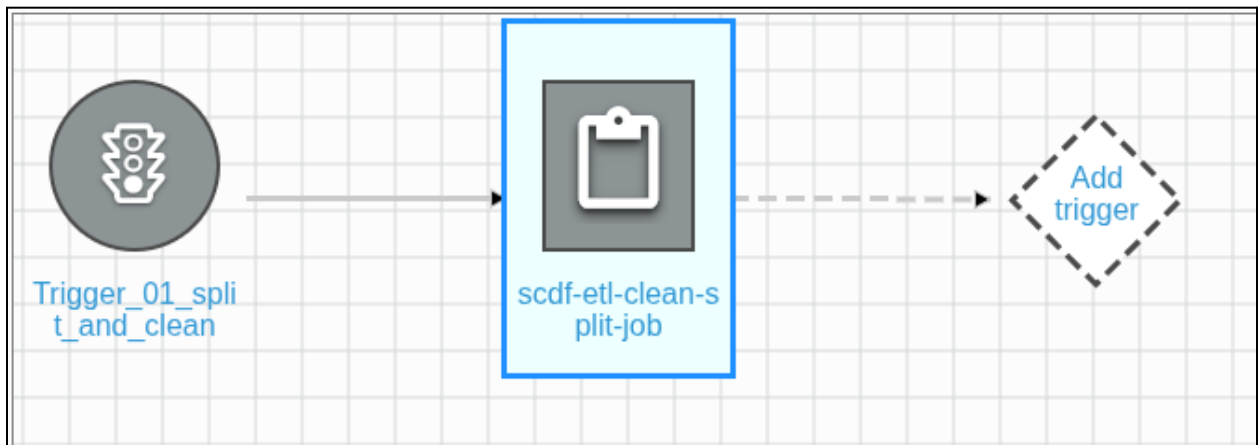 Trigger_01_spli
t_and_clean
scdf-etl-clean-s
plit-job
Add
trigger